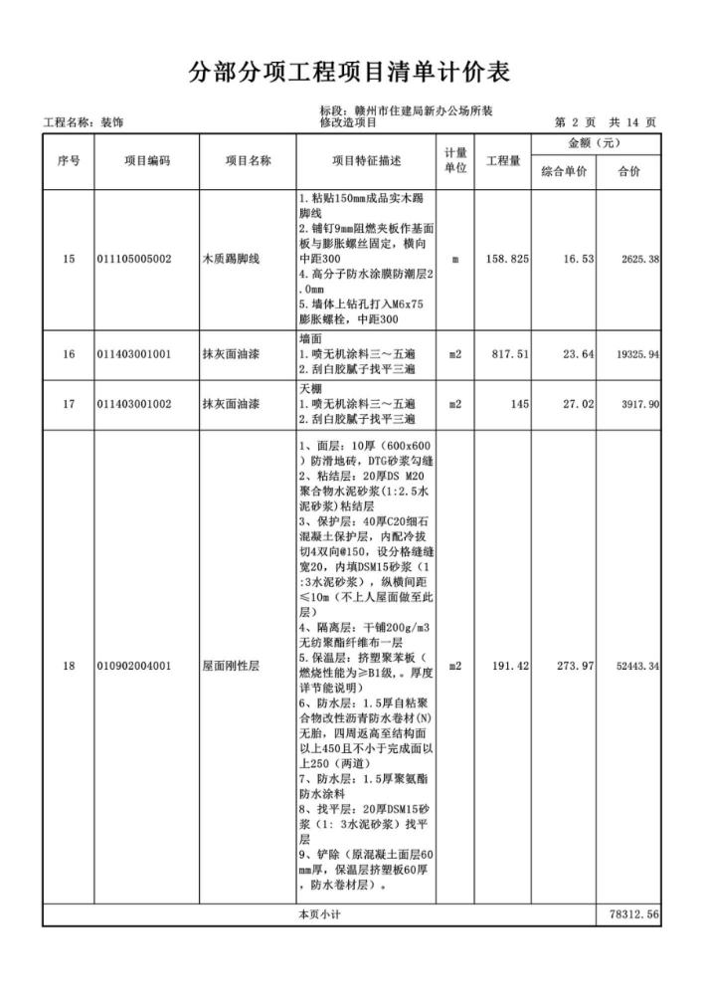 分部分项工程项目清单计价表
标段：赣州市住建局新办公场所装
工程名称：装饰 修改造项目 第 2 页 共 14 页
序号 项目编码 项目名称 项目特征描述 计量单位 工程量 金额（元）
综合单价 合价
15 011105005002 木质踢脚线 m 158.825 16.53 2625.38
1.粘贴150mm成品实木踢
脚线
2.铺钉9mm阻燃夹板作基面
板与膨胀螺丝固定，横向
中距300
4.高分子防水涂膜防潮层2
.0mm
5.墙体上钻孔打入M6x75
膨胀螺栓，中距300
16 011403001001 抹灰面油漆 m2 817.51 23.64 19325.94
墙面
1.喷无机涂料三～五遍
2.刮白胶腻子找平三遍
17 011403001002 抹灰面油漆 m2 145 27.02 3917.90
天棚
1.喷无机涂料三～五遍
2.刮白胶腻子找平三遍
18 010902004001 屋面刚性层 m2 191.42 273.97 52443.34
1、面层：10厚（600x600
）防滑地砖，DTG砂浆勾缝
2、粘结层：20厚DS M20
聚合物水泥砂浆(1:2.5水
泥砂浆)粘结层
3、保护层：40厚C20细石
混凝土保护层，内配冷拔
切4双向@150，设分格缝缝
宽20，内填DSM15砂浆（1
:3水泥砂浆），纵横间距
≤10m（不上人屋面做至此
层）
4、隔离层：干铺200g/m3
无纺聚酯纤维布一层
5.保温层：挤塑聚苯板（
燃烧性能为≥B1级,。厚度
详节能说明）
6、防水层：1.5厚自粘聚
合物改性沥青防水卷材(N)
无胎，四周返高至结构面
以上450且不小于完成面以
上250（两道）
7、防水层：1.5厚聚氨酯
防水涂料
8、找平层：20厚DSM15砂
浆（1: 3水泥砂浆）找平
层
9、铲除（原混凝土面层60
mm厚，保温层挤塑板60厚
，防水卷材层）。
本页小计 78312.56